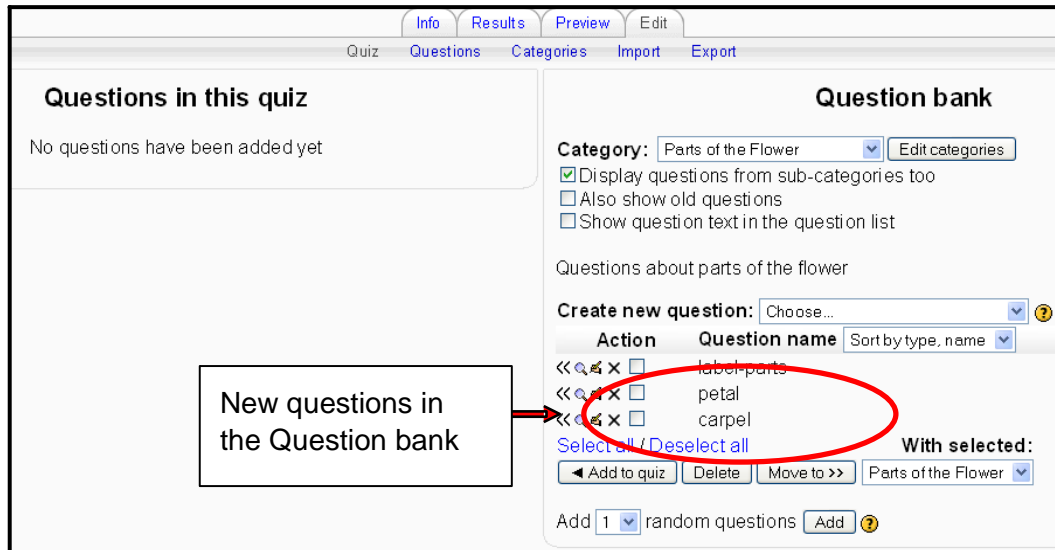 Info Results Preview Edit
Quiz Questions Categories Import Export
Questions in this quiz
No questions have been added yet
Question bank
Category: Parts of the Flower Edit categories
Display questions from sub-categories too
Also show old questions
Show question text in the question list
Questions about parts of the flower
Create new question: Choose... ?
Action Question name Sort by type, name
label-parts
petal
carpel
Select all / Deselect all With selected:
◄ Add to quiz Delete Move to >> Parts of the Flower
Add 1 random questions Add ?
New questions in
the Question bank